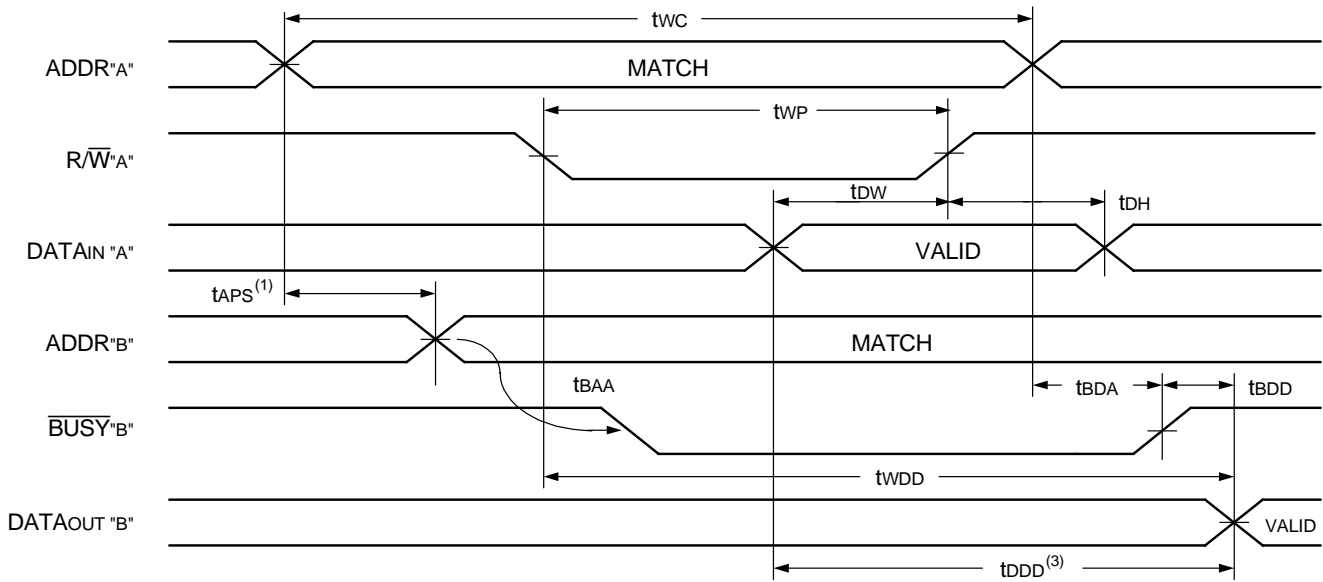 tWC
ADDR"A"
MATCH
tWP
R/W̅"A"
tDW
tDH
DATAIN "A"
VALID
tAPS(1)
ADDR"B"
MATCH
tBAA
tBDA
tBDD
B̅U̅S̅Y̅"B"
tWDD
DATAOUT "B"
VALID
tDDD(3)